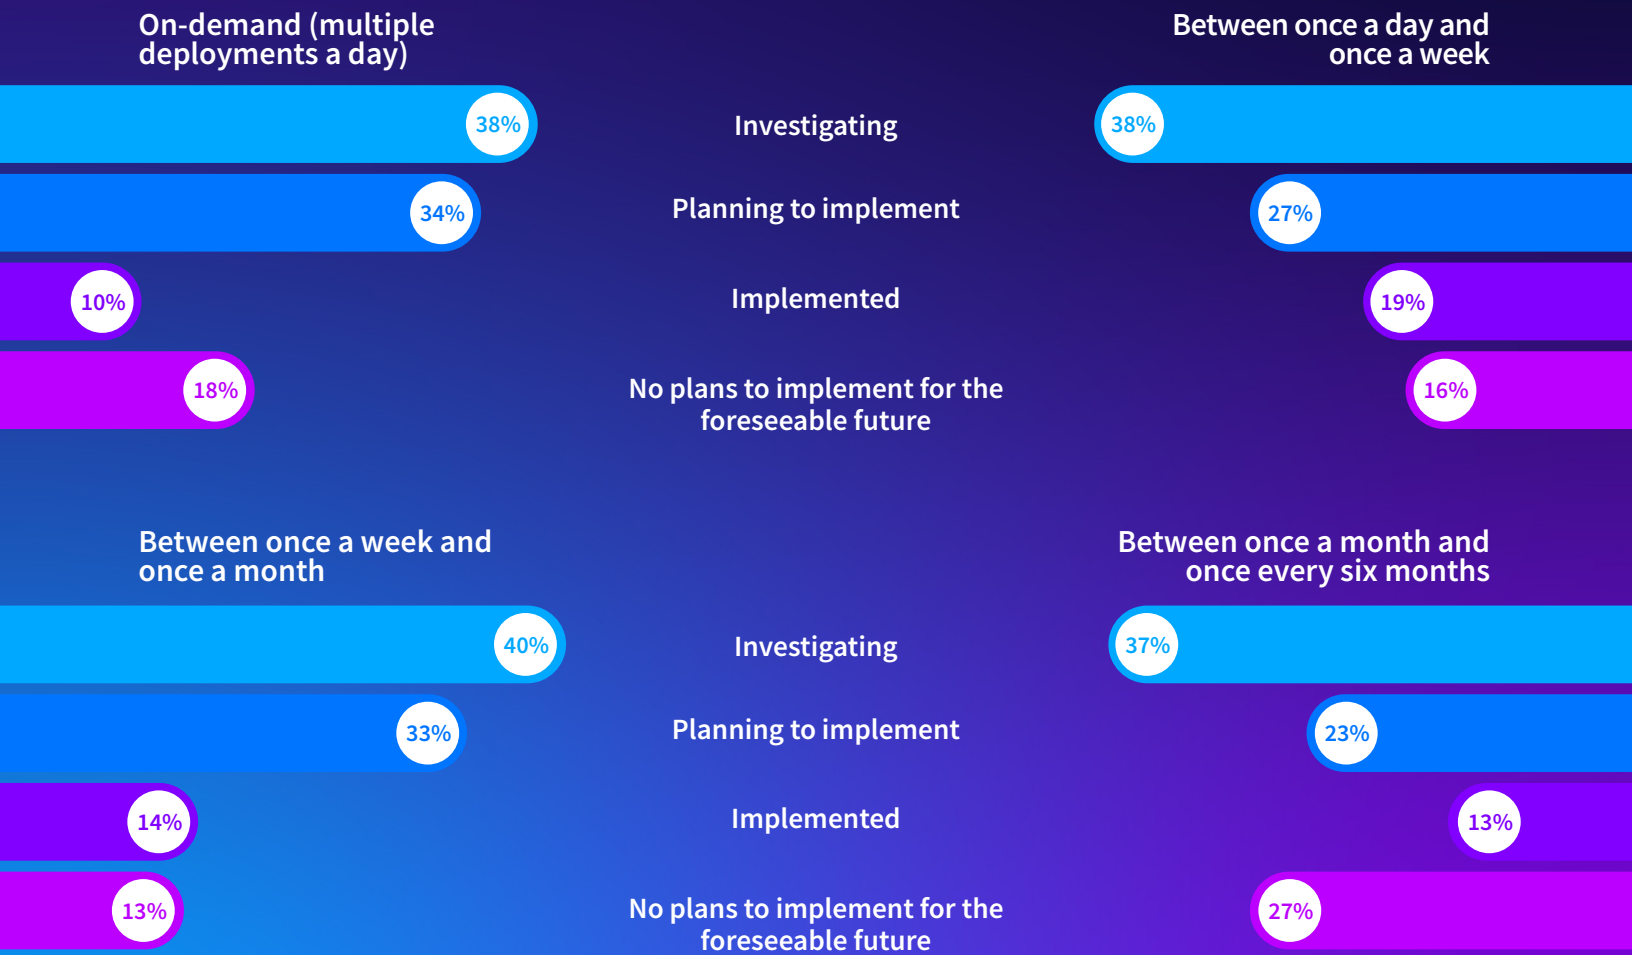 On-demand (multiple
deployments a day)
Between once a day and
once a week
38%
Investigating
38%
34%
Planning to implement
27%
10%
Implemented
19%
18%
No plans to implement for the
foreseeable future
16%
Between once a week and
once a month
Between once a month and
once every six months
40%
Investigating
37%
33%
Planning to implement
23%
14%
Implemented
13%
13%
No plans to implement for the
foreseeable future
27%